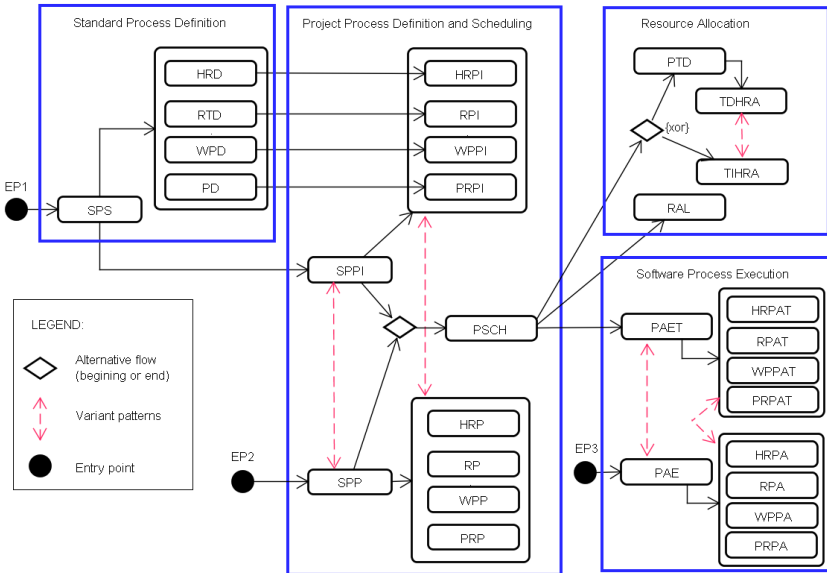 Standard Process Definition
HRD
RTD
WPD
PD
EP1
SPS
Project Process Definition and Scheduling
HRPI
RPI
WPPI
PRPI
SPPI
PSCH
EP2
SPP
HRP
RP
WPP
PRP
Resource Allocation
PTD
TDHRA
{xor}
TIHRA
RAL
Software Process Execution
PAET
HRPAT
RPAT
WPPAT
PRPAT
EP3
PAE
HRPA
RPA
WPPA
PRPA
LEGEND:
Alternative flow
(begining or end)
Variant patterns
Entry point